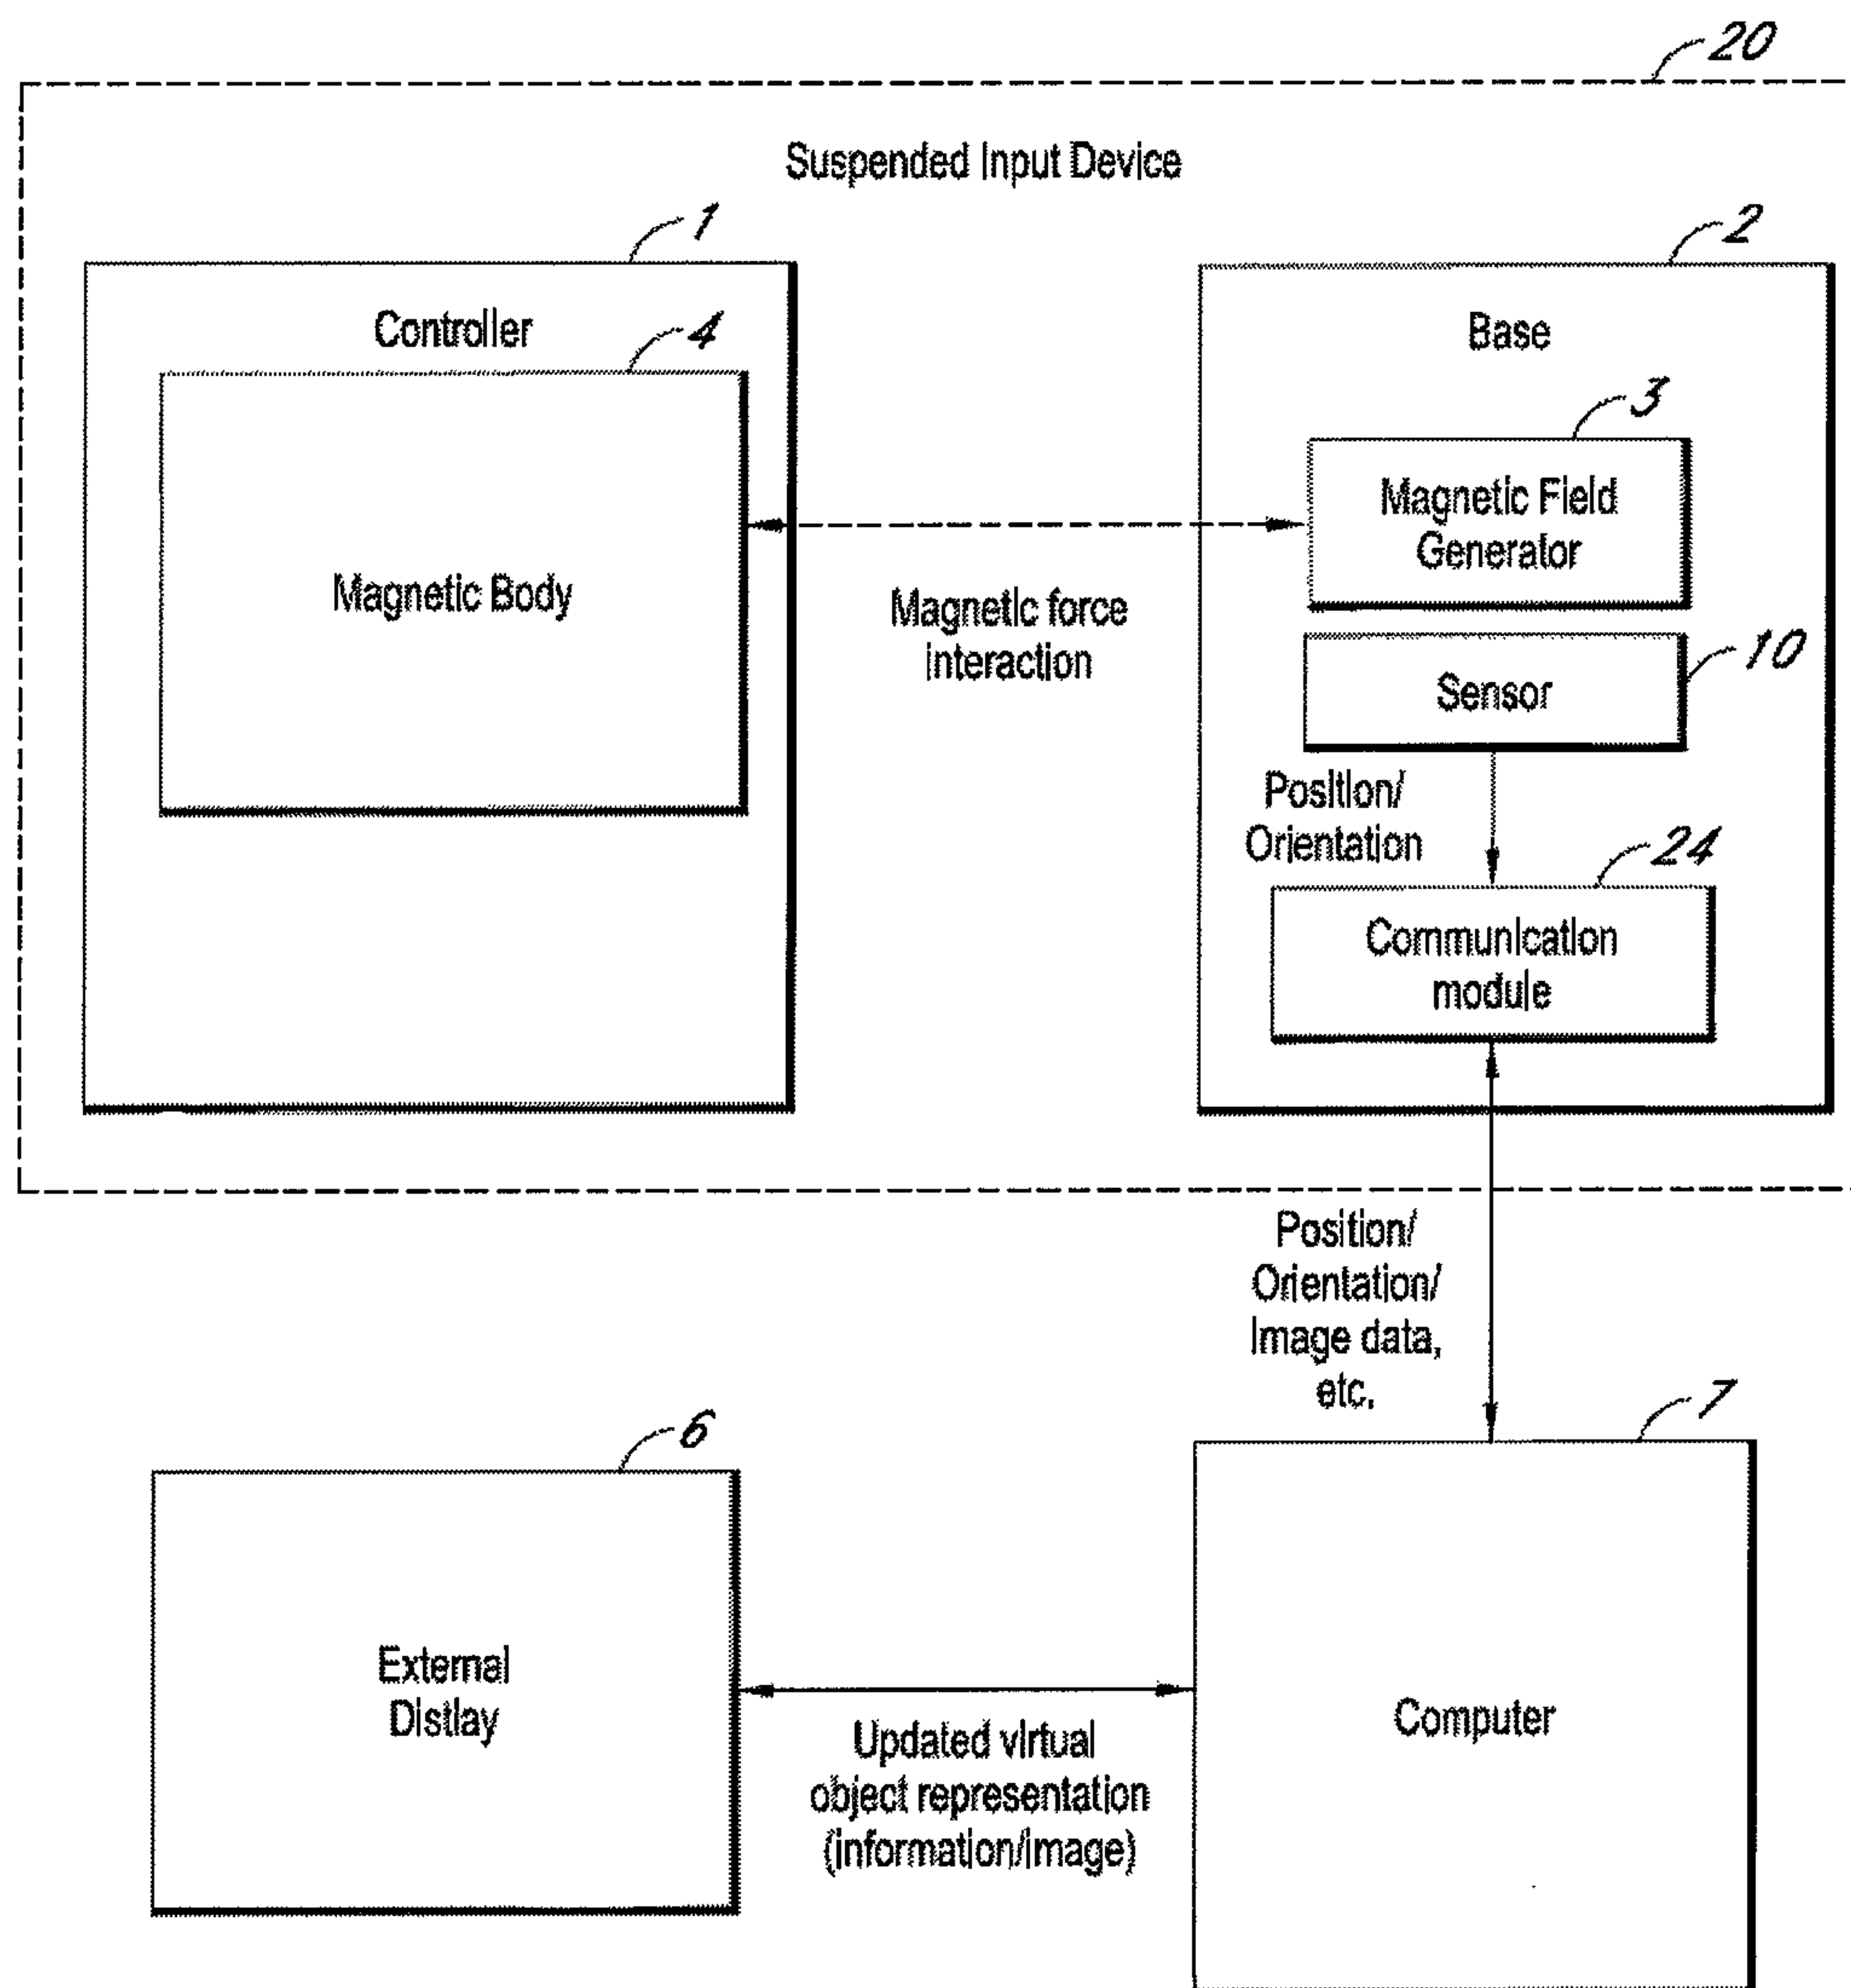 20
Suspended Input Device
1
2
Controller
Base
4
3
Magnetic Body
Magnetic Field
Generator
Magnetic force
interaction
10
Sensor
Position/
Orientation
24
Communication
module
Position/
Orientation/
Image data,
etc.
6
7
External
Distlay
Computer
Updated virtual
object representation
(information/image)